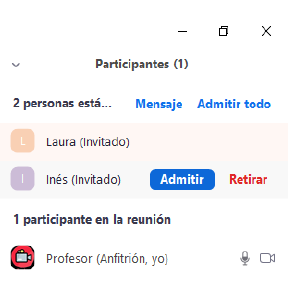 Participantes (1)
2 personas está... Mensaje Admitir todo
L Laura (Invitado)
I Inés (Invitado) Admitir Retirar
1 participante en la reunión
Profesor (Anfitrión, yo)